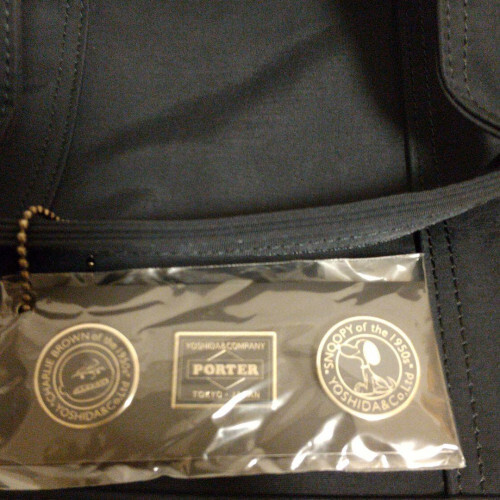 "CHARLIE BROWN of the 1950s"
YOSHIDA&Co.Ltd
YOSHIDA&COMPANY
PORTER
TOKYO - JAPAN
"SNOOPY of the 1950s"
YOSHIDA&Co.Ltd